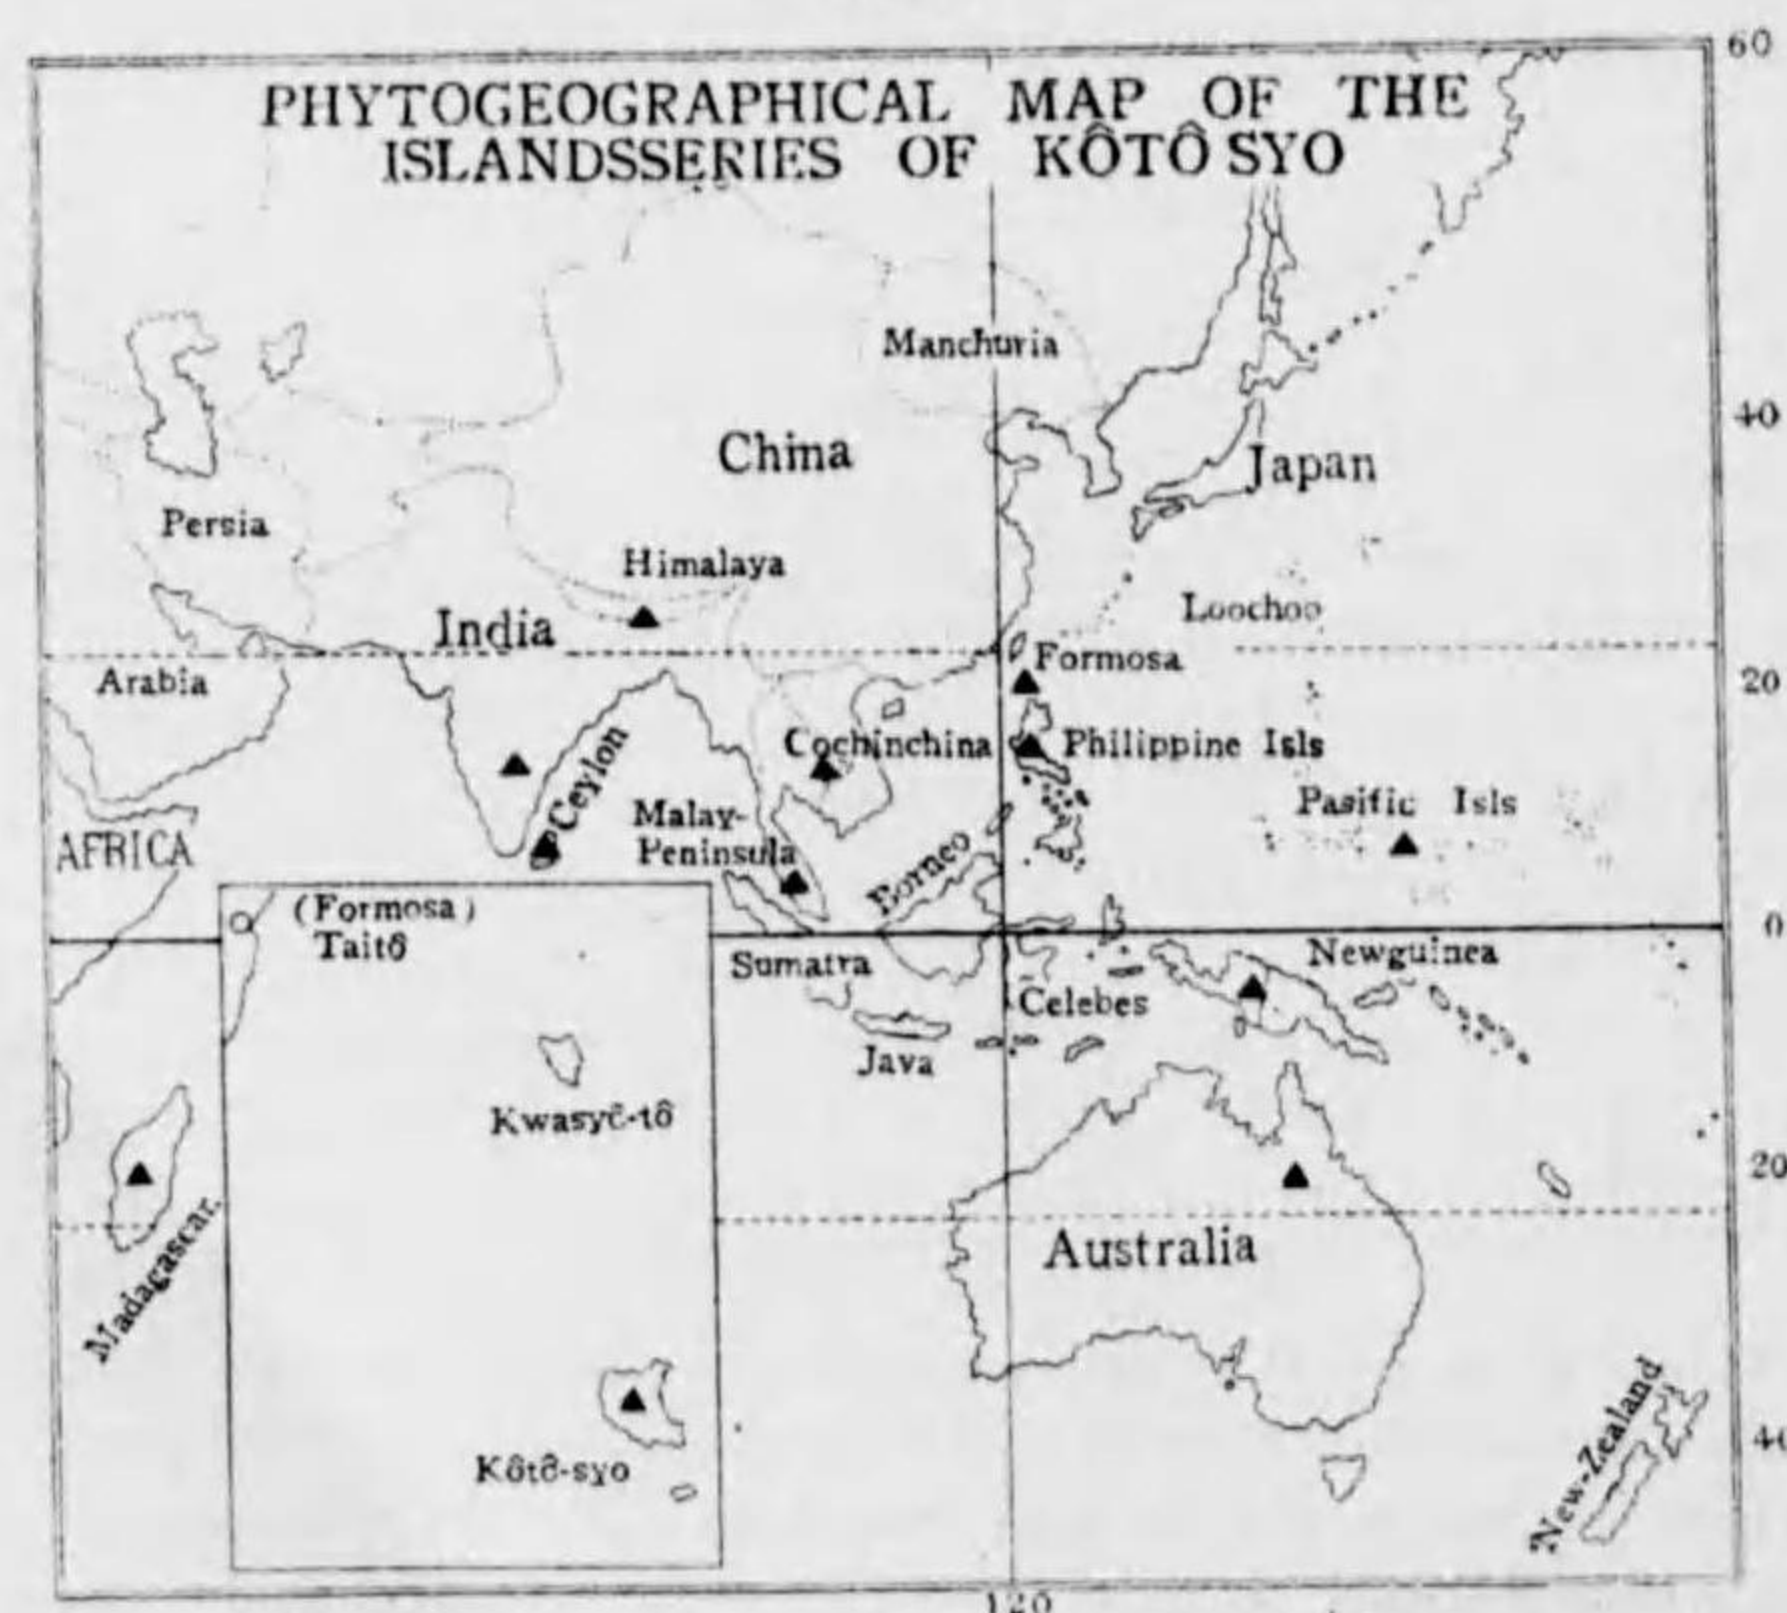 PHYTOGEOGRAPHICAL MAP OF THE
ISLANDSSERIES OF KÔTÔ SYO
60
Manchuria
40
China
Japan
Persia
Himalaya
Loochoo
India
Formosa
Arabia
20
Cochinchina
Philippine Isls
Ceylon
Malay-
Peninsula
Pasific Isls
AFRICA
Borneo
(Formosa)
Taitô
0
Sumatra
Newguinea
Celebes
Java
Kwasyô-tô
20
Madagascar.
Australia
Kôtô-syo
New-Zealand
40
120